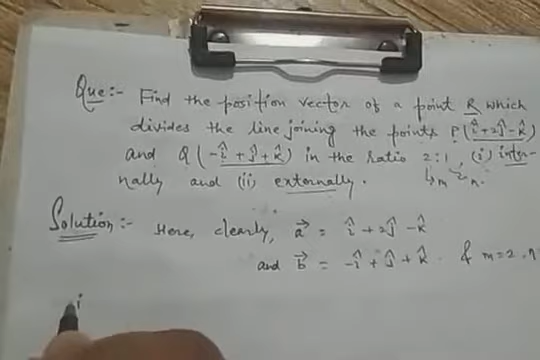 Que:- Find the position vector of a point R which
divides the line joining the points P(î+2ĵ-k̂)
and Q(-î+ĵ+k̂) in the ratio 2:1, (i) inter-
nally and (ii) externally. m n.
Solution:- Here, clearly, a⃗ = î+2ĵ-k̂
and b⃗ = -î+ĵ+k̂. & m=2, n
i